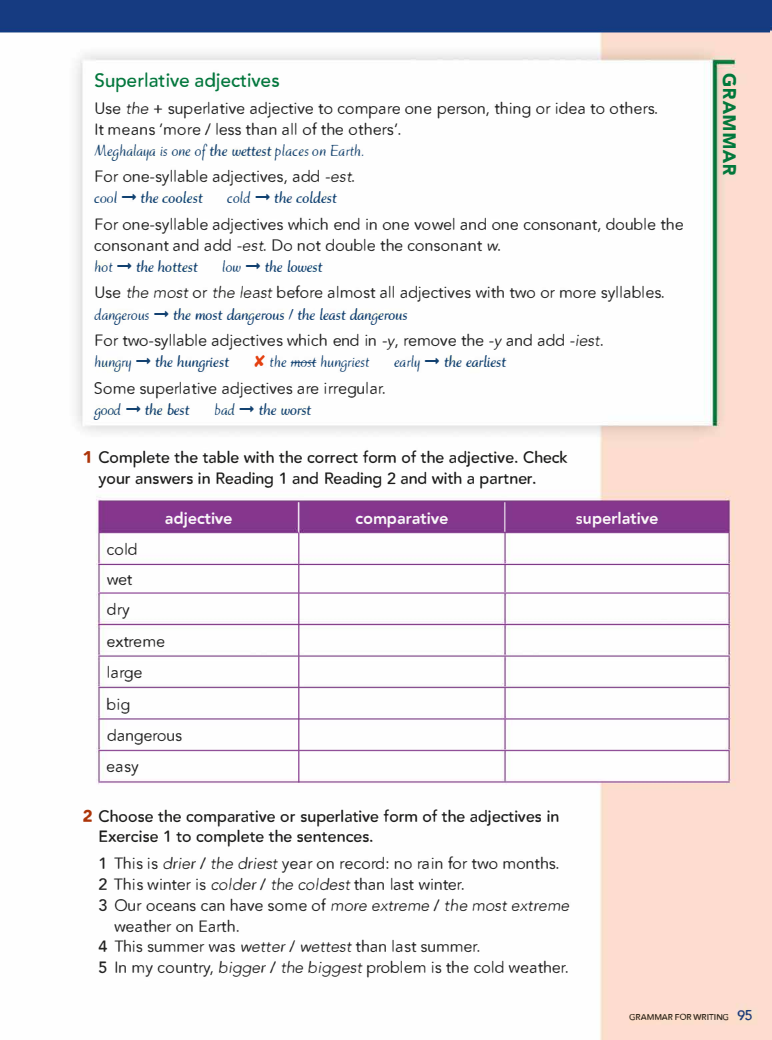 GRAMMAR
Superlative adjectives
Use the + superlative adjective to compare one person, thing or idea to others.
It means ‘more / less than all of the others’.
Meghalaya is one of the wettest places on Earth.
For one-syllable adjectives, add -est.
cool → the coolest cold → the coldest
For one-syllable adjectives which end in one vowel and one consonant, double the
consonant and add -est. Do not double the consonant w.
hot → the hottest low → the lowest
Use the most or the least before almost all adjectives with two or more syllables.
dangerous → the most dangerous / the least dangerous
For two-syllable adjectives which end in -y, remove the -y and add -iest.
hungry → the hungriest ✘ the most hungriest early → the earliest
Some superlative adjectives are irregular.
good → the best bad → the worst
1 Complete the table with the correct form of the adjective. Check
your answers in Reading 1 and Reading 2 and with a partner.
adjective comparative superlative
cold
wet
dry
extreme
large
big
dangerous
easy
2 Choose the comparative or superlative form of the adjectives in
Exercise 1 to complete the sentences.
1 This is drier / the driest year on record: no rain for two months.
2 This winter is colder / the coldest than last winter.
3 Our oceans can have some of more extreme / the most extreme
weather on Earth.
4 This summer was wetter / wettest than last summer.
5 In my country, bigger / the biggest problem is the cold weather.
GRAMMAR FOR WRITING 95